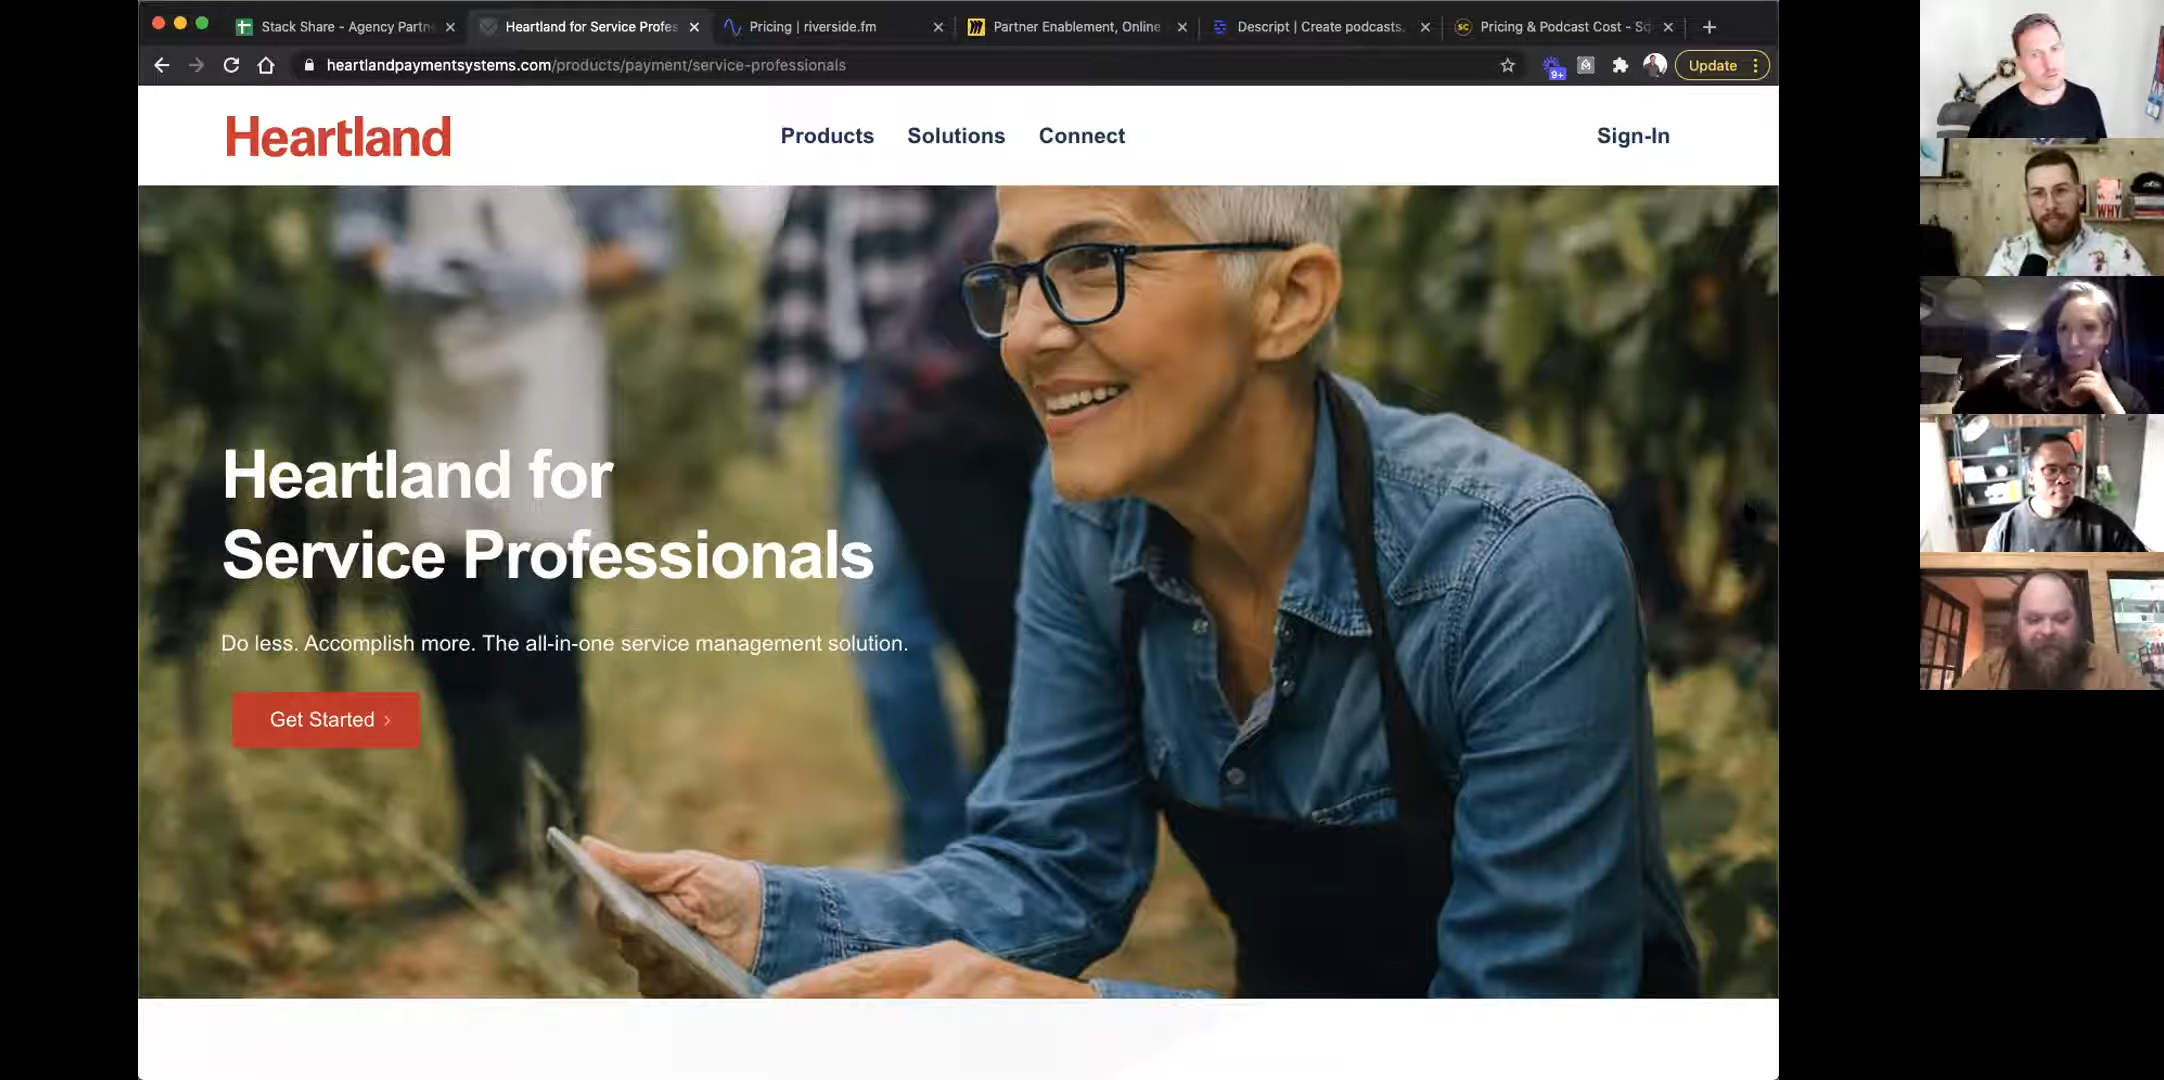 Stack Share - Agency Partn
Heartland for Service Profes
Pricing | riverside.fm
Partner Enablement, Online
Descript | Create podcasts,
Pricing & Podcast Cost - Sq
heartlandpaymentsystems.com/products/payment/service-professionals
9+
Update
Heartland
Products
Solutions
Connect
Sign-In
Heartland for
Service Professionals
Do less. Accomplish more. The all-in-one service management solution.
Get Started ›
WHY